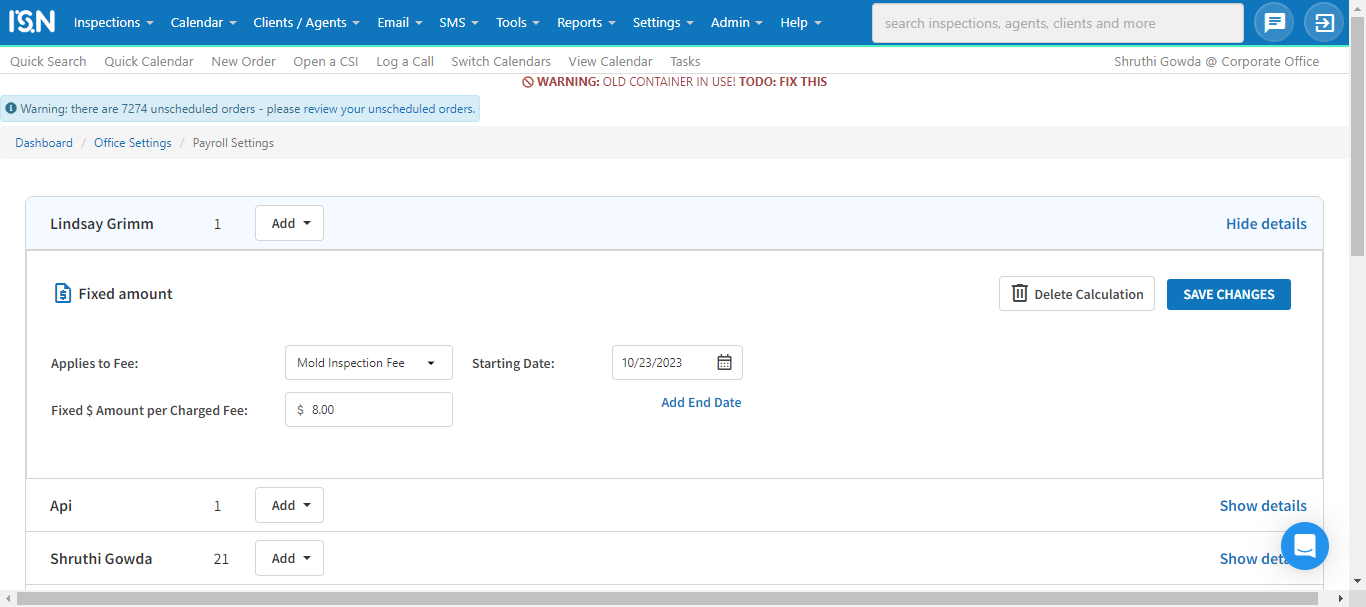 ISN Inspections Calendar Clients / Agents Email SMS Tools Reports Settings Admin Help search inspections, agents, clients and more
Quick Search Quick Calendar New Order Open a CSI Log a Call Switch Calendars View Calendar Tasks Shruthi Gowda @ Corporate Office
WARNING: OLD CONTAINER IN USE! TODO: FIX THIS
Warning: there are 7274 unscheduled orders - please review your unscheduled orders.
Dashboard / Office Settings / Payroll Settings
Lindsay Grimm 1 Add Hide details
Fixed amount Delete Calculation SAVE CHANGES
Applies to Fee: Mold Inspection Fee Starting Date: 10/23/2023
Add End Date
Fixed $ Amount per Charged Fee: $ 8.00
Api 1 Add Show details
Shruthi Gowda 21 Add Show